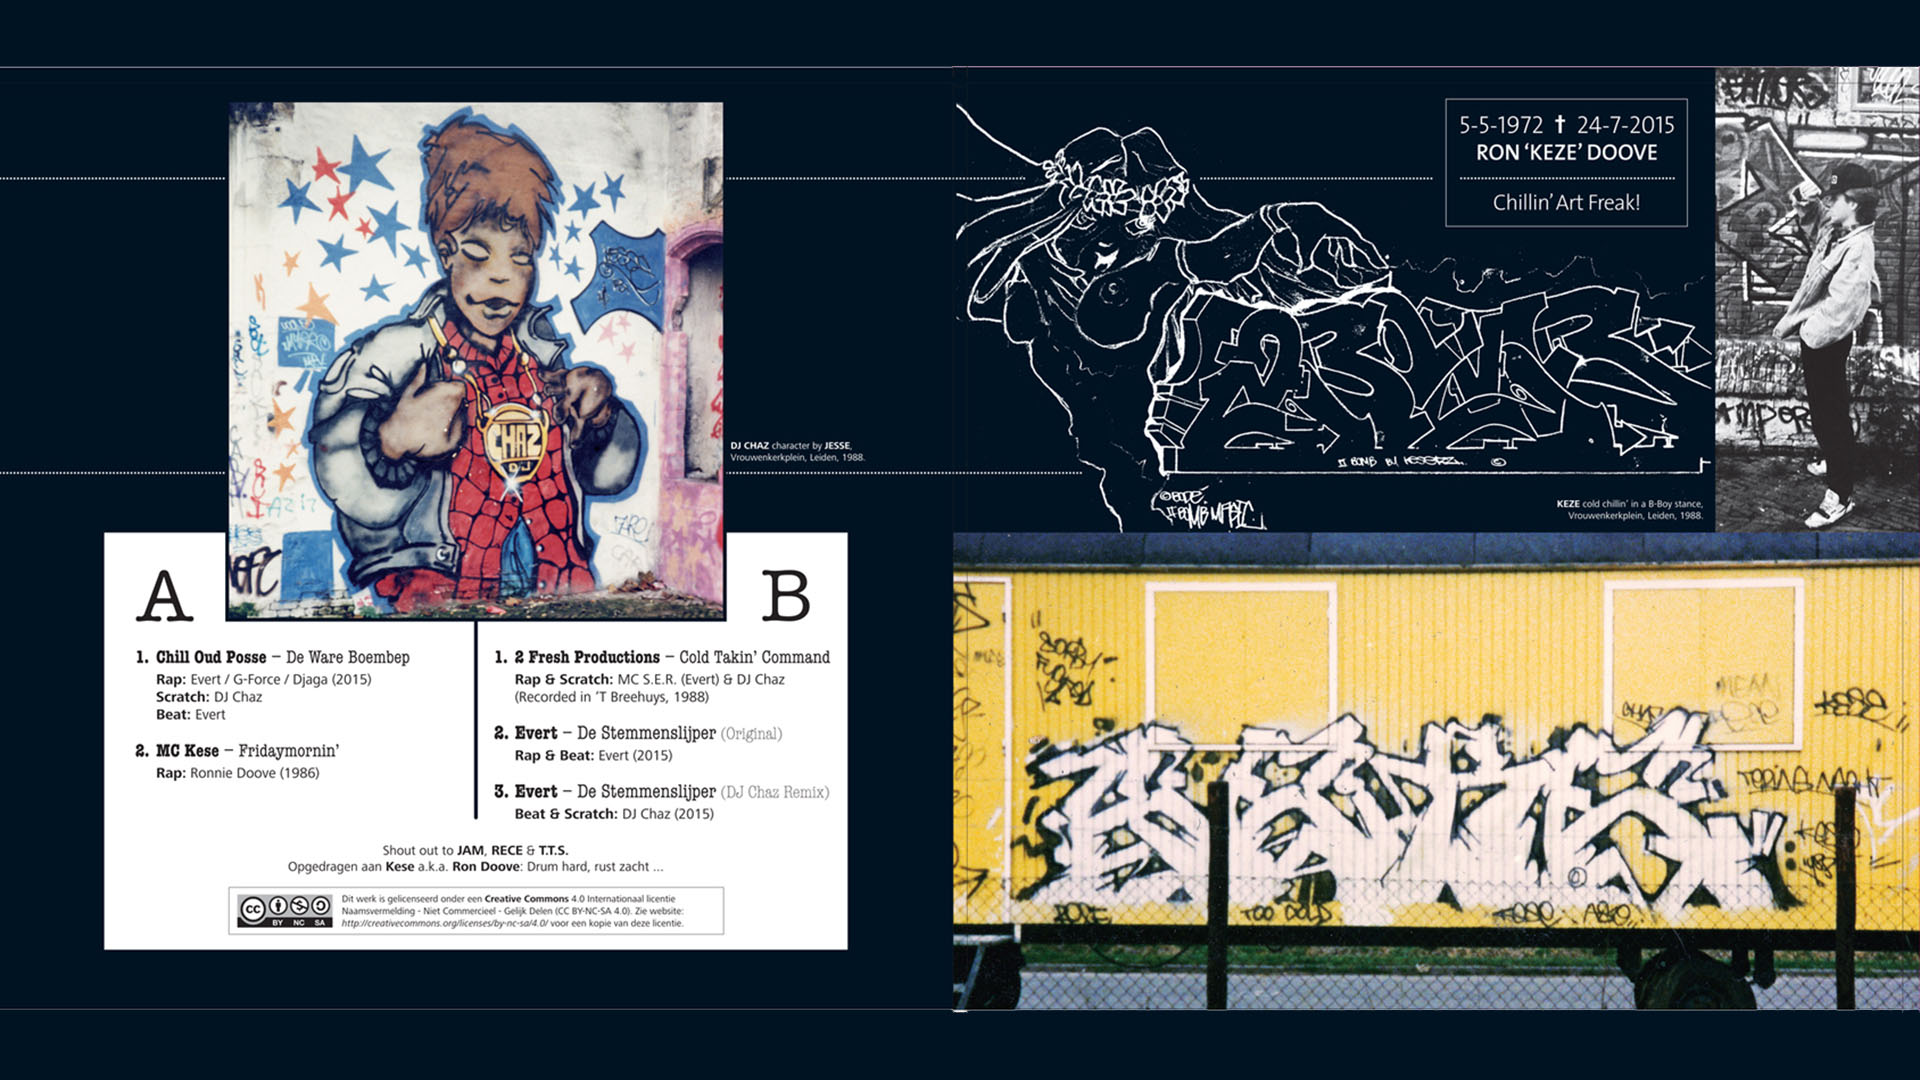 CHAZ
DJ
DJ CHAZ character by JESSE,
Vrouwenkerkplein, Leiden, 1988.
A
1. Chill Oud Posse – De Ware Boembep
Rap: Evert / G-Force / Djaga (2015)
Scratch: DJ Chaz
Beat: Evert
2. MC Kese – Fridaymornin’
Rap: Ronnie Doove (1986)
B
1. 2 Fresh Productions – Cold Takin’ Command
Rap & Scratch: MC S.E.R. (Evert) & DJ Chaz
(Recorded in ’T Breehuys, 1988)
2. Evert – De Stemmenslijper (Original)
Rap & Beat: Evert (2015)
3. Evert – De Stemmenslijper (DJ Chaz Remix)
Beat & Scratch: DJ Chaz (2015)
Shout out to JAM, RECE & T.T.S.
Opgedragen aan Kese a.k.a. Ron Doove: Drum hard, rust zacht ...
cc
BY NC SA
Dit werk is gelicenseerd onder een Creative Commons 4.0 Internationaal licentie
Naamsvermelding - Niet Commercieel - Gelijk Delen (CC BY-NC-SA 4.0). Zie website:
http://creativecommons.org/licenses/by-nc-sa/4.0/ voor een kopie van deze licentie.
5-5-1972 ✝ 24-7-2015
RON ‘KEZE’ DOOVE
Chillin’ Art Freak!
KEZE cold chillin’ in a B-Boy stance,
Vrouwenkerkplein, Leiden, 1988.
TOO COLD